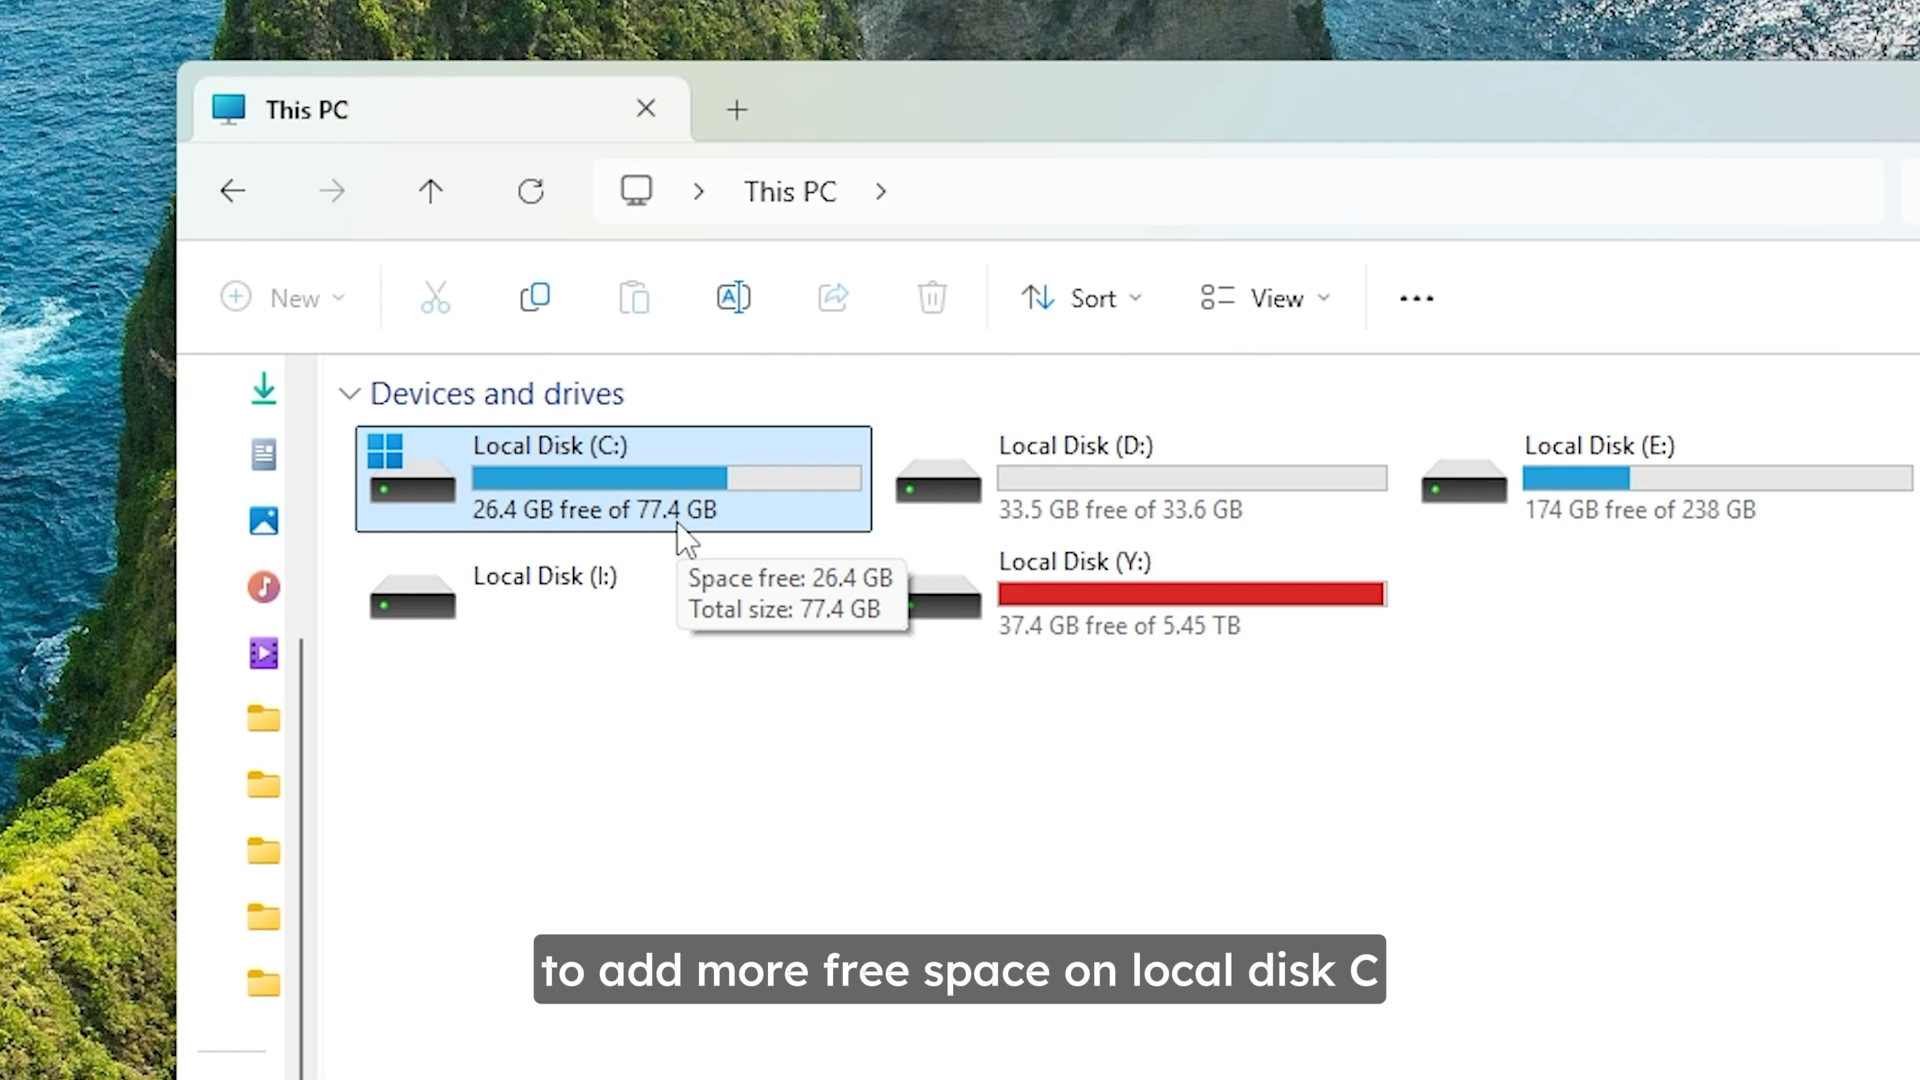 This PC
This PC
New
Sort
View
Devices and drives
Local Disk (C:)
26.4 GB free of 77.4 GB
Local Disk (D:)
33.5 GB free of 33.6 GB
Local Disk (E:)
174 GB free of 238 GB
Local Disk (I:)
Space free: 26.4 GB
Total size: 77.4 GB
Local Disk (Y:)
37.4 GB free of 5.45 TB
to add more free space on local disk C